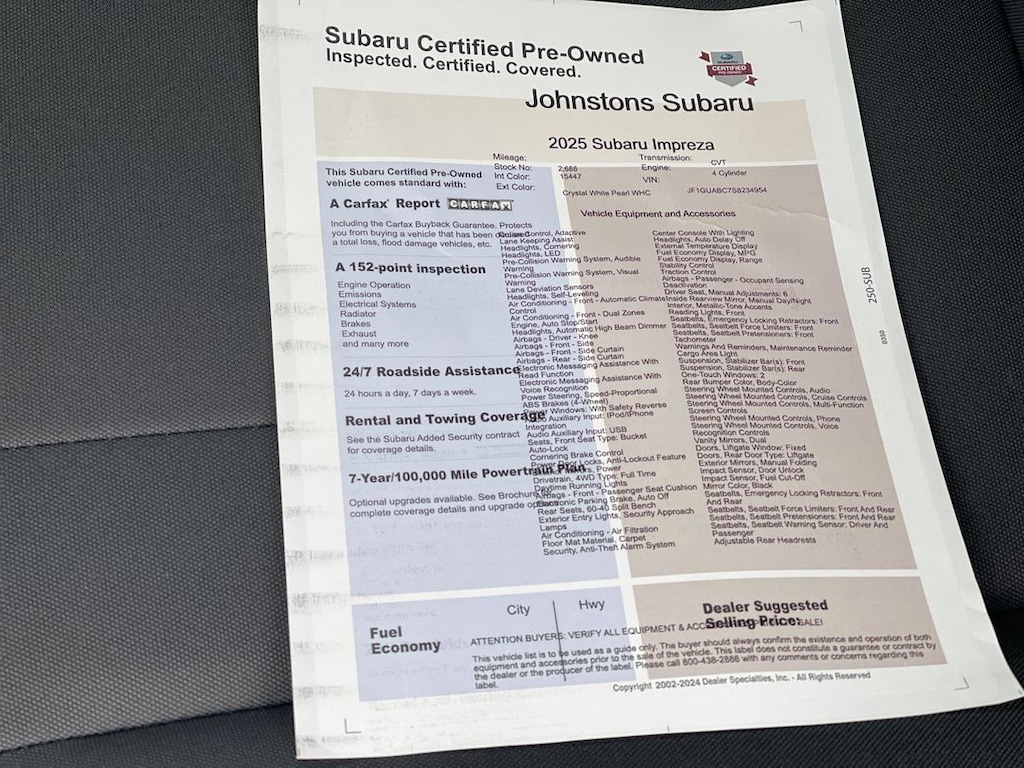 Subaru Certified Pre-Owned
Inspected. Certified. Covered.
SUBARU
CERTIFIED
PRE-OWNED
Johnstons Subaru
2025 Subaru Impreza
Mileage:
Stock No: 2,686
Int Color: 15447
Ext Color: Crystal White Pearl WHC
Transmission: CVT
Engine: 4 Cylinder
VIN: JF1GUABC7S8234954
This Subaru Certified Pre-Owned
vehicle comes standard with:
A Carfax® Report CARFAX
Including the Carfax Buyback Guarantee. Protects
you from buying a vehicle that has been
a total loss, flood damage vehicles, etc.
A 152-point inspection
Engine Operation
Emissions
Electrical Systems
Radiator
Brakes
Exhaust
and many more
24/7 Roadside Assistance
24 hours a day, 7 days a week.
Rental and Towing Coverage
See the Subaru Added Security contract
for coverage details.
7-Year/100,000 Mile Powertrain Plan
Optional upgrades available. See Brochure for
complete coverage details and upgrade options
Vehicle Equipment and Accessories
Cruise Control, Adaptive
Lane Keeping Assist
Headlights, Cornering
Headlights, LED
Pre-Collision Warning System, Audible
Warning
Pre-Collision Warning System, Visual
Warning
Lane Deviation Sensors
Headlights, Self-Leveling
Air Conditioning - Front - Automatic Climate
Control
Air Conditioning - Front - Dual Zones
Engine, Auto Stop/Start
Headlights, Automatic High Beam Dimmer
Airbags - Driver - Knee
Airbags - Front - Side
Airbags - Front - Side Curtain
Airbags - Rear - Side Curtain
Electronic Messaging Assistance With
Read Function
Electronic Messaging Assistance With
Voice Recognition
Power Steering, Speed-Proportional
ABS Brakes (4-Wheel)
Power Windows: With Safety Reverse
Audio Auxiliary Input: IPod/IPhone
Integration
Audio Auxiliary Input: USB
Seats, Front Seat Type: Bucket
Auto-Lock
Cornering Brake Control
Power Door Locks, Anti-Lockout Feature
Mirrors, Power
Drivetrain, 4WD Type: Full Time
Daytime Running Lights
Airbags - Front - Passenger Seat Cushion
Electronic Parking Brake, Auto Off
Rear Seats, 60-40 Split Bench
Exterior Entry Lights, Security Approach
Lamps
Air Conditioning - Air Filtration
Floor Mat Material, Carpet
Security, Anti-Theft Alarm System
Center Console With Lighting
Headlights, Auto Delay Off
External Temperature Display
Fuel Economy Display, MPG
Fuel Economy Display, Range
Stability Control
Traction Control
Airbags - Passenger - Occupant Sensing
Deactivation
Driver Seat, Manual Adjustments: 6
Inside Rearview Mirror, Manual Day/Night
Interior, Metallic-Tone Accents
Reading Lights, Front
Seatbelts, Emergency Locking Retractors: Front
Seatbelts, Seatbelt Force Limiters: Front
Seatbelts, Seatbelt Pretensioners: Front
Tachometer
Warnings And Reminders, Maintenance Reminder
Cargo Area Light
Suspension, Stabilizer Bar(s): Front
Suspension, Stabilizer Bar(s): Rear
One-Touch Windows: 2
Rear Bumper Color, Body-Color
Steering Wheel Mounted Controls, Audio
Steering Wheel Mounted Controls, Cruise Controls
Steering Wheel Mounted Controls, Multi-Function
Screen Controls
Steering Wheel Mounted Controls, Phone
Steering Wheel Mounted Controls, Voice
Recognition Controls
Vanity Mirrors, Dual
Doors, Liftgate Window: Fixed
Doors, Rear Door Type: Liftgate
Exterior Mirrors, Manual Folding
Impact Sensor, Door Unlock
Impact Sensor, Fuel Cut-Off
Mirror Color, Black
Seatbelts, Emergency Locking Retractors: Front
And Rear
Seatbelts, Seatbelt Force Limiters: Front And Rear
Seatbelts, Seatbelt Pretensioners: Front And Rear
Seatbelts, Seatbelt Warning Sensor: Driver And
Passenger
Adjustable Rear Headrests
250-SUB
0350
Fuel
Economy
City
Hwy
Dealer Suggested
Selling Price:
ATTENTION BUYERS: VERIFY ALL EQUIPMENT & SALE!
This vehicle list is to be used as a guide only. The buyer should always confirm the existence and operation of both
equipment and accessories prior to the sale of the vehicle. This label does not constitute a guarantee or contract by
the dealer or the producer of the label. Please call 800-438-2886 with any comments or concerns regarding this
label.
Copyright 2002-2024 Dealer Specialties, Inc. - All Rights Reserved